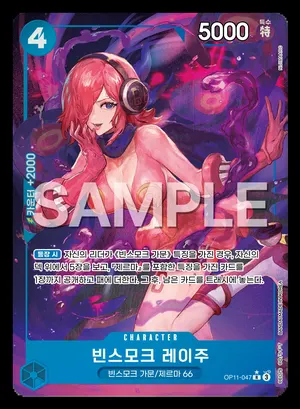 4
5000 특수
特
카운터 +2000
SAMPLE
등장 시 자신의 리더가 《빈스모크 가문》 특징을 가진 경우, 자신의
덱 위에서 5장을 보고, 「제르마」를 포함한 특징을 가진 카드를
1장까지 공개하고 패에 더한다. 그 후, 남은 카드를 트래시에 놓는다.
CHARACTER
빈스모크 레이주
빈스모크 가문/제르마 66
OP11-047 R 3